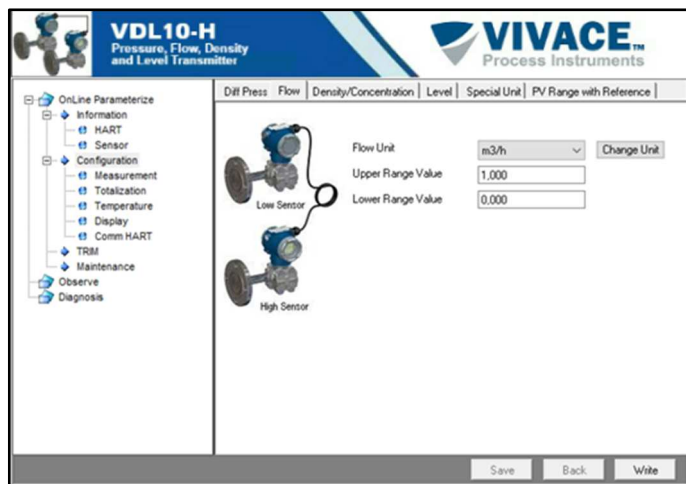 VDL10-H
Pressure, Flow, Density
and Level Transmitter
VIVACE™
Process Instruments
OnLine Parameterize
Information
HART
Sensor
Configuration
Measurement
Totalization
Temperature
Display
Comm HART
TRIM
Maintenance
Observe
Diagnosis
Diff Press Flow Density/Concentration Level Special Unit PV Range with Reference
Low Sensor
High Sensor
Flow Unit m3/h Change Unit
Upper Range Value 1,000
Lower Range Value 0,000
Save Back Write